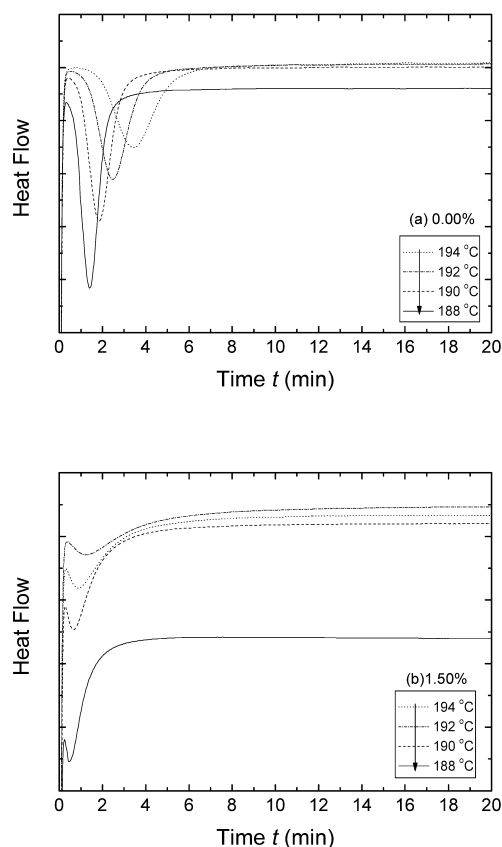 Heat Flow
(a) 0.00%
194 °C
192 °C
190 °C
188 °C
0 2 4 6 8 10 12 14 16 18 20
Time t (min)
Heat Flow
(b)1.50%
194 °C
192 °C
190 °C
188 °C
0 2 4 6 8 10 12 14 16 18 20
Time t (min)